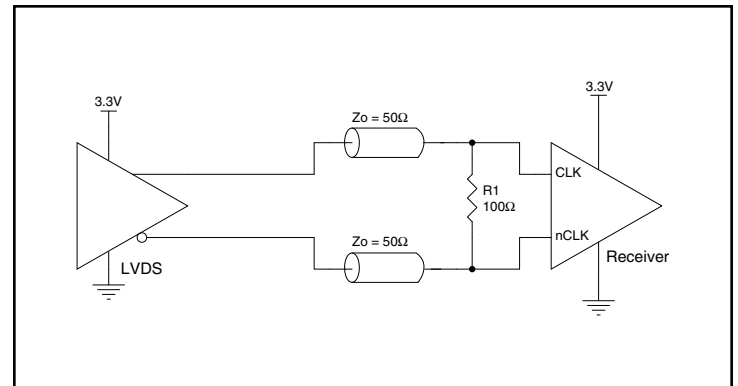 3.3V
3.3V
Zo = 50Ω
CLK
R1
100Ω
nCLK
Zo = 50Ω
Receiver
LVDS